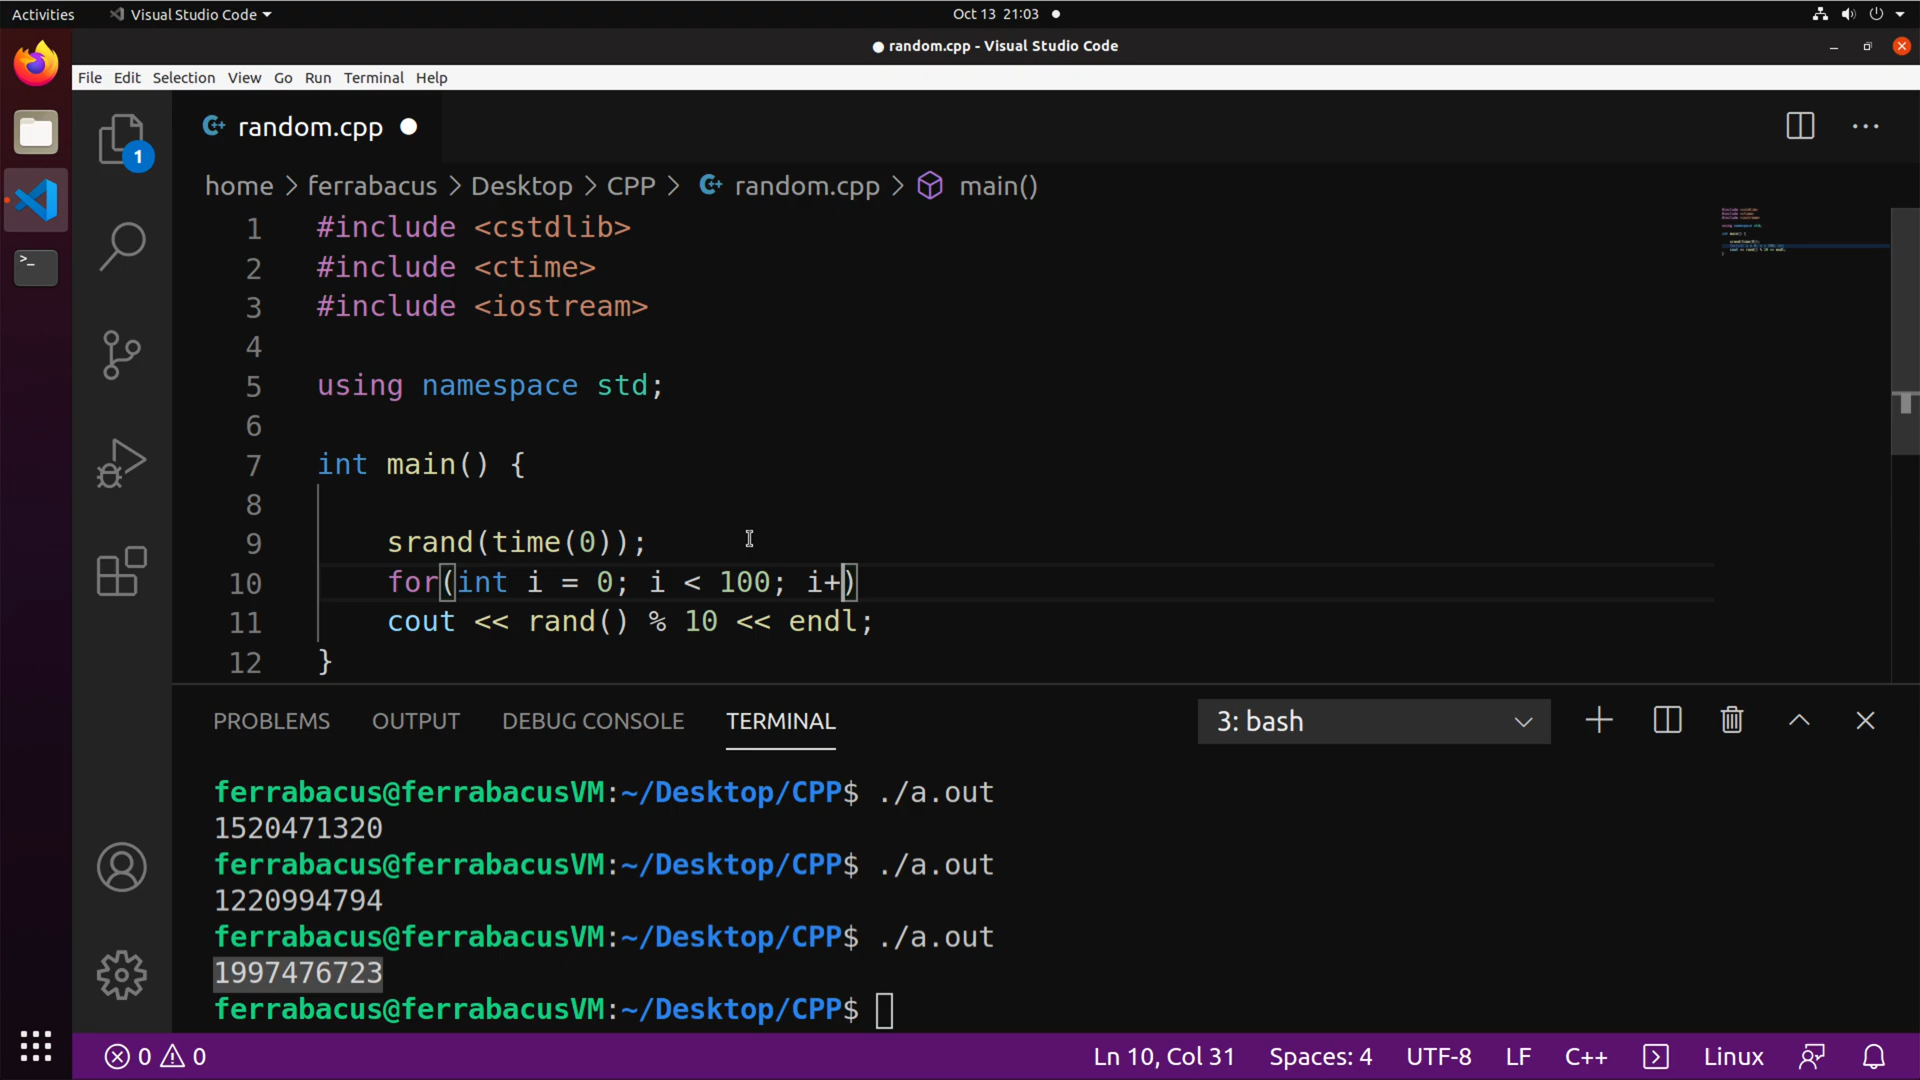 Activities Visual Studio Code Oct 13 21:03
random.cpp - Visual Studio Code
File Edit Selection View Go Run Terminal Help
random.cpp
1
home > ferrabacus > Desktop > CPP > random.cpp > main()
1 #include <cstdlib>
2 #include <ctime>
3 #include <iostream>
4
5 using namespace std;
6
7 int main() {
8
9 srand(time(0));
10 for(int i = 0; i < 100; i+)
11 cout << rand() % 10 << endl;
12 }
PROBLEMS OUTPUT DEBUG CONSOLE TERMINAL 3: bash
ferrabacus@ferrabacusVM:~/Desktop/CPP$ ./a.out
1520471320
ferrabacus@ferrabacusVM:~/Desktop/CPP$ ./a.out
1220994794
ferrabacus@ferrabacusVM:~/Desktop/CPP$ ./a.out
1997476723
ferrabacus@ferrabacusVM:~/Desktop/CPP$
0 0 Ln 10, Col 31 Spaces: 4 UTF-8 LF C++ Linux